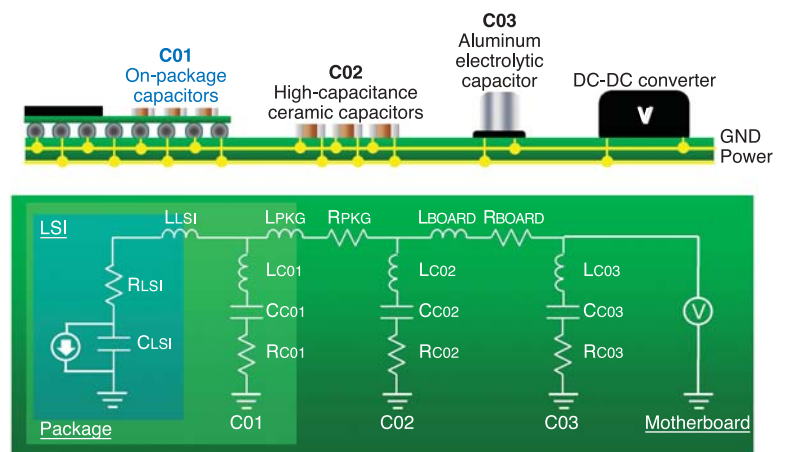 C01
On-package
capacitors
C02
High-capacitance
ceramic capacitors
C03
Aluminum
electrolytic
capacitor
DC-DC converter
V
GND
Power
LSI
LLSI
LPKG
RPKG
LBOARD
RBOARD
RLSI
CLSI
LC01
CC01
RC01
LC02
CC02
RC02
LC03
CC03
RC03
V
Package
C01
C02
C03
Motherboard